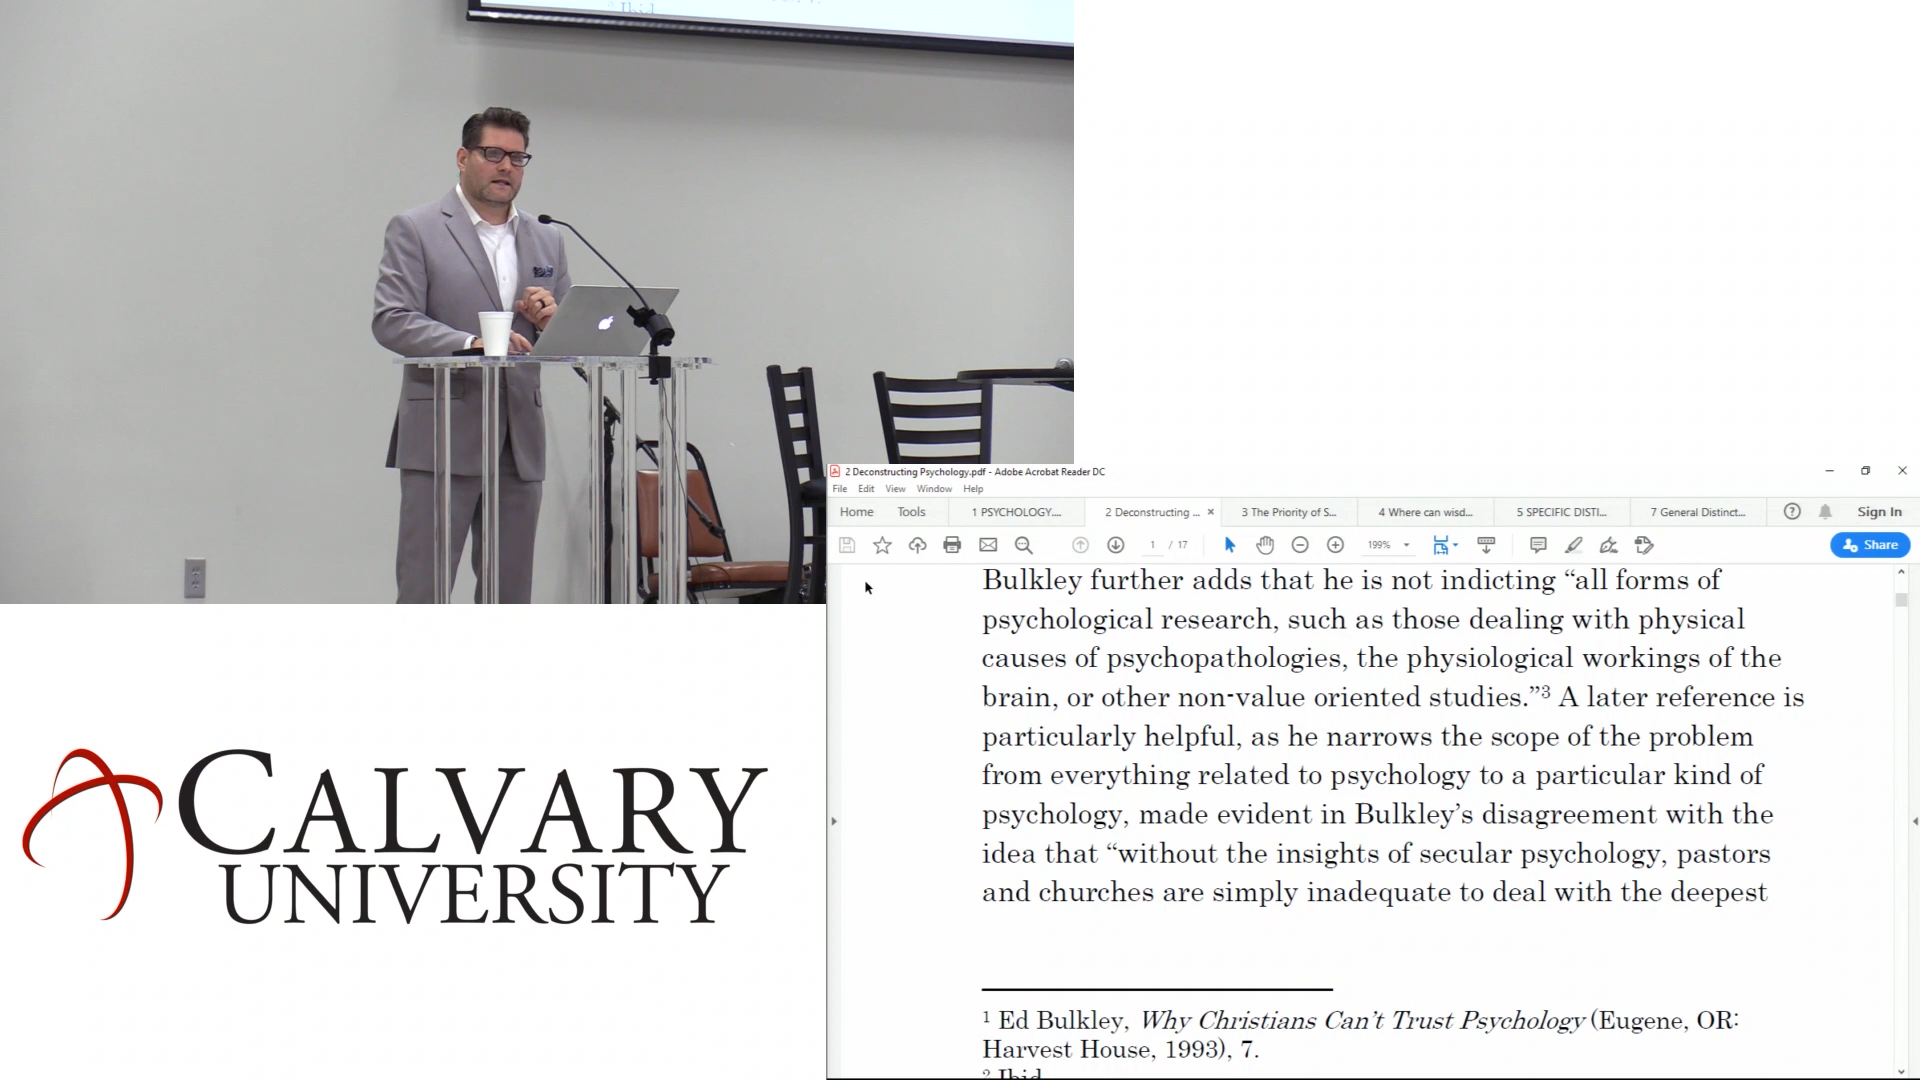 Ibid.
2 Deconstructing Psychology.pdf - Adobe Acrobat Reader DC
File Edit View Window Help
Home Tools 1 PSYCHOLOGY.... 2 Deconstructing ... × 3 The Priority of S... 4 Where can wisd... 5 SPECIFIC DISTI... 7 General Distinct... Sign In
1 / 17 199% Share
Bulkley further adds that he is not indicting “all forms of
psychological research, such as those dealing with physical
causes of psychopathologies, the physiological workings of the
brain, or other non-value oriented studies.”3 A later reference is
particularly helpful, as he narrows the scope of the problem
from everything related to psychology to a particular kind of
psychology, made evident in Bulkley’s disagreement with the
idea that “without the insights of secular psychology, pastors
and churches are simply inadequate to deal with the deepest
1 Ed Bulkley, Why Christians Can’t Trust Psychology (Eugene, OR:
Harvest House, 1993), 7.
2 Ibid.
CALVARY
UNIVERSITY